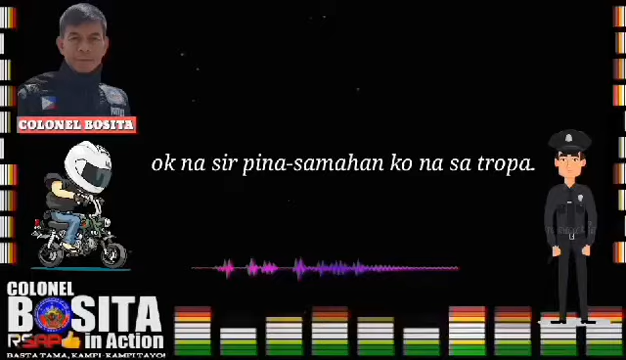 COLONEL BOSITA
ok na sir pina-samahan ko na sa tropa.
COLONEL
BOSITA
RSAP in Action
BASTA TAMA, KAMPI-KAMPI TAYO!